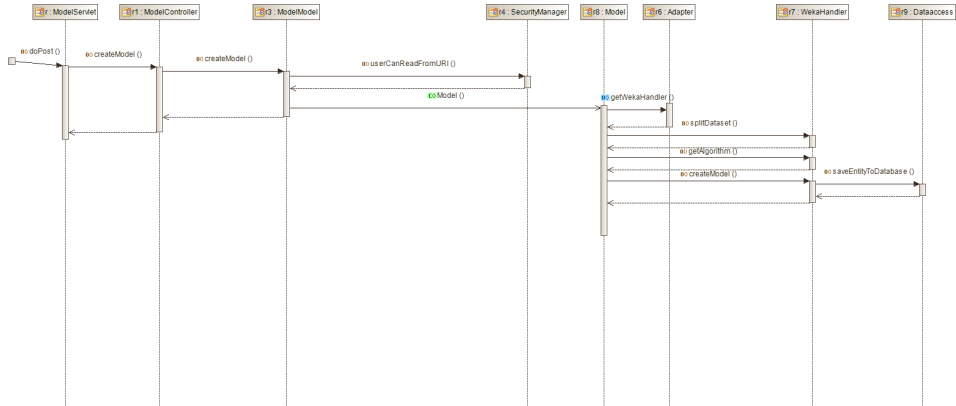 r : ModelServlet
r1 : ModelController
r3 : ModelModel
r4 : SecurityManager
r8 : Model
r6 : Adapter
r7 : WekaHandler
r9 : Dataaccess
doPost ()
createModel ()
createModel ()
userCanReadFromURI ()
Model ()
getWekaHandler ()
splitDataset ()
getAlgorithm ()
createModel ()
saveEntityToDatabase ()